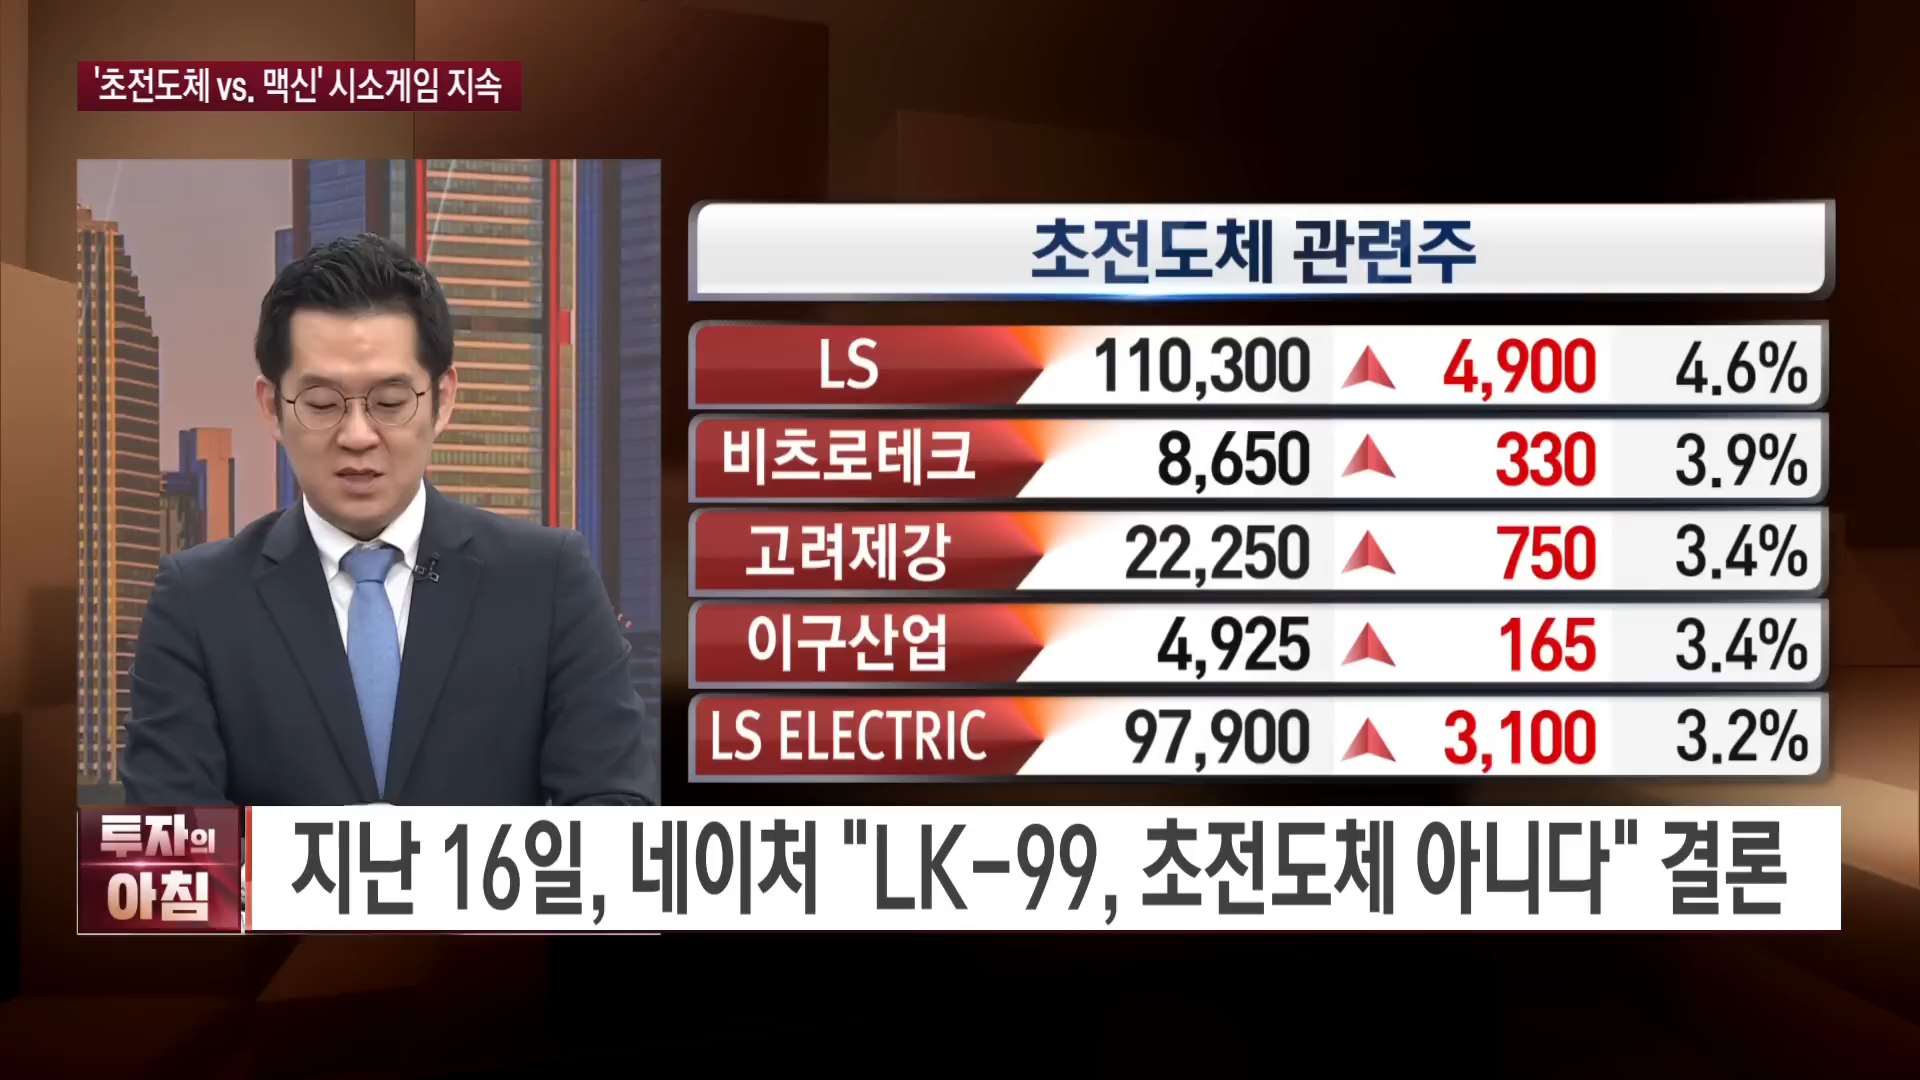 '초전도체 vs. 맥신' 시소게임 지속
초전도체 관련주
LS 110,300 ▲ 4,900 4.6%
비츠로테크 8,650 ▲ 330 3.9%
고려제강 22,250 ▲ 750 3.4%
이구산업 4,925 ▲ 165 3.4%
LS ELECTRIC 97,900 ▲ 3,100 3.2%
투자의
아침
지난 16일, 네이처 "LK-99, 초전도체 아니다" 결론